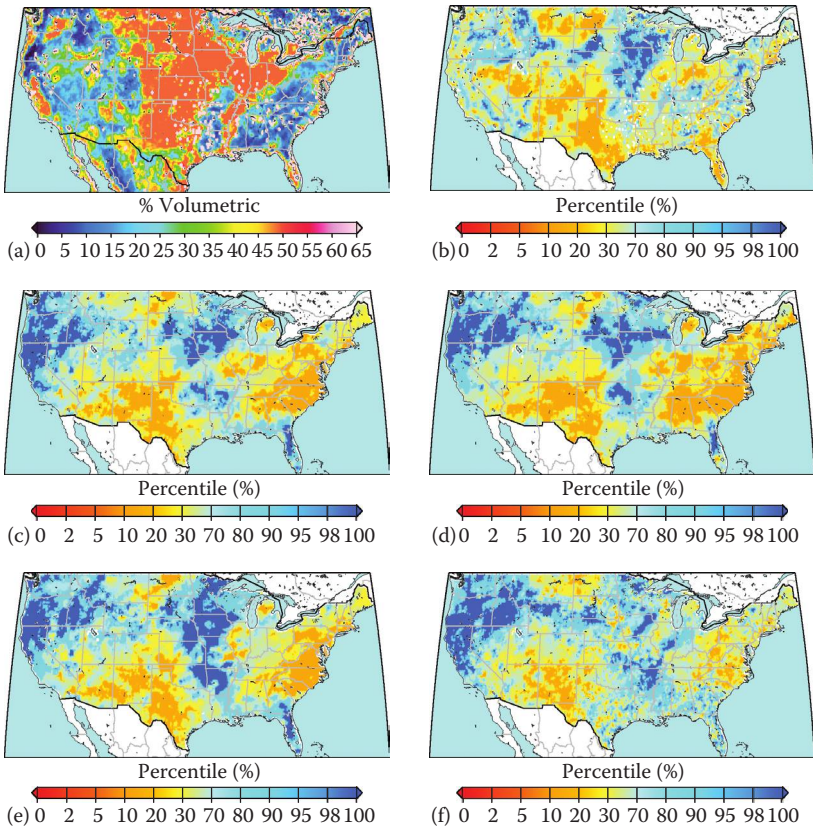 % Volumetric
(a) 0 5 10 15 20 25 30 35 40 45 50 55 60 65
Percentile (%)
(b) 0 2 5 10 20 30 70 80 90 95 98 100
Percentile (%)
(c) 0 2 5 10 20 30 70 80 90 95 98 100
Percentile (%)
(d) 0 2 5 10 20 30 70 80 90 95 98 100
Percentile (%)
(e) 0 2 5 10 20 30 70 80 90 95 98 100
Percentile (%)
(f) 0 2 5 10 20 30 70 80 90 95 98 100